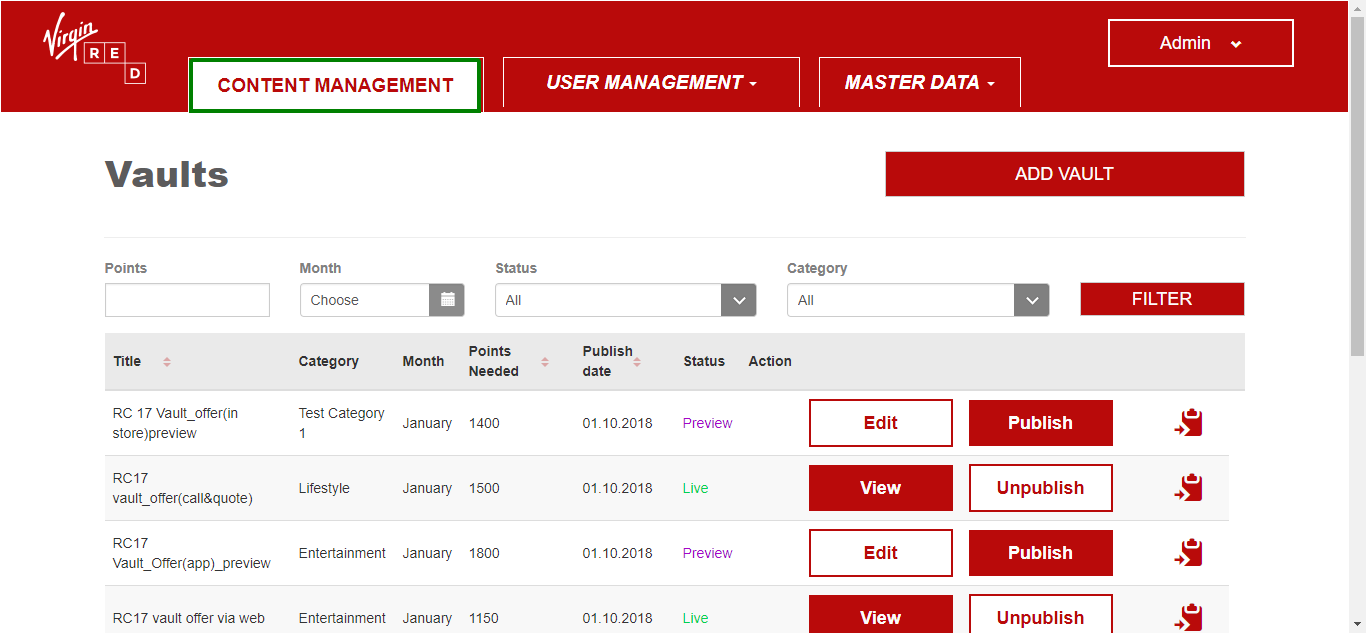 Virgin
RED
Admin
CONTENT MANAGEMENT
USER MANAGEMENT
MASTER DATA
Vaults
ADD VAULT
Points
Month
Status
Category
Choose
All
All
FILTER
Title
Category
Month
Points
Needed
Publish
date
Status
Action
RC 17 Vault_offer(in
store)preview
Test Category
1
January
1400
01.10.2018
Preview
Edit
Publish
RC17
vault_offer(call&quote)
Lifestyle
January
1500
01.10.2018
Live
View
Unpublish
RC17
Vault_Offer(app)_preview
Entertainment
January
1800
01.10.2018
Preview
Edit
Publish
RC17 vault offer via web
Entertainment
January
1150
01.10.2018
Live
View
Unpublish